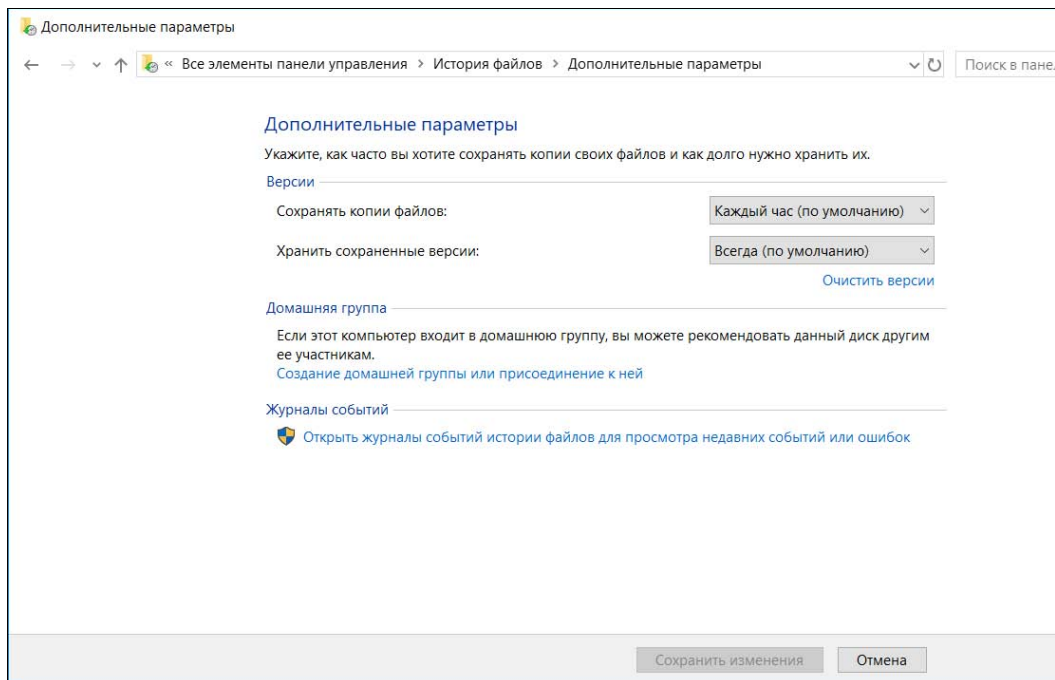 Дополнительные параметры
« Все элементы панели управления > История файлов > Дополнительные параметры
Поиск в пане
Дополнительные параметры
Укажите, как часто вы хотите сохранять копии своих файлов и как долго нужно хранить их.
Версии
Сохранять копии файлов: Каждый час (по умолчанию)
Хранить сохраненные версии: Всегда (по умолчанию)
Очистить версии
Домашняя группа
Если этот компьютер входит в домашнюю группу, вы можете рекомендовать данный диск другим
ее участникам.
Создание домашней группы или присоединение к ней
Журналы событий
Открыть журналы событий истории файлов для просмотра недавних событий или ошибок
Сохранить изменения Отмена